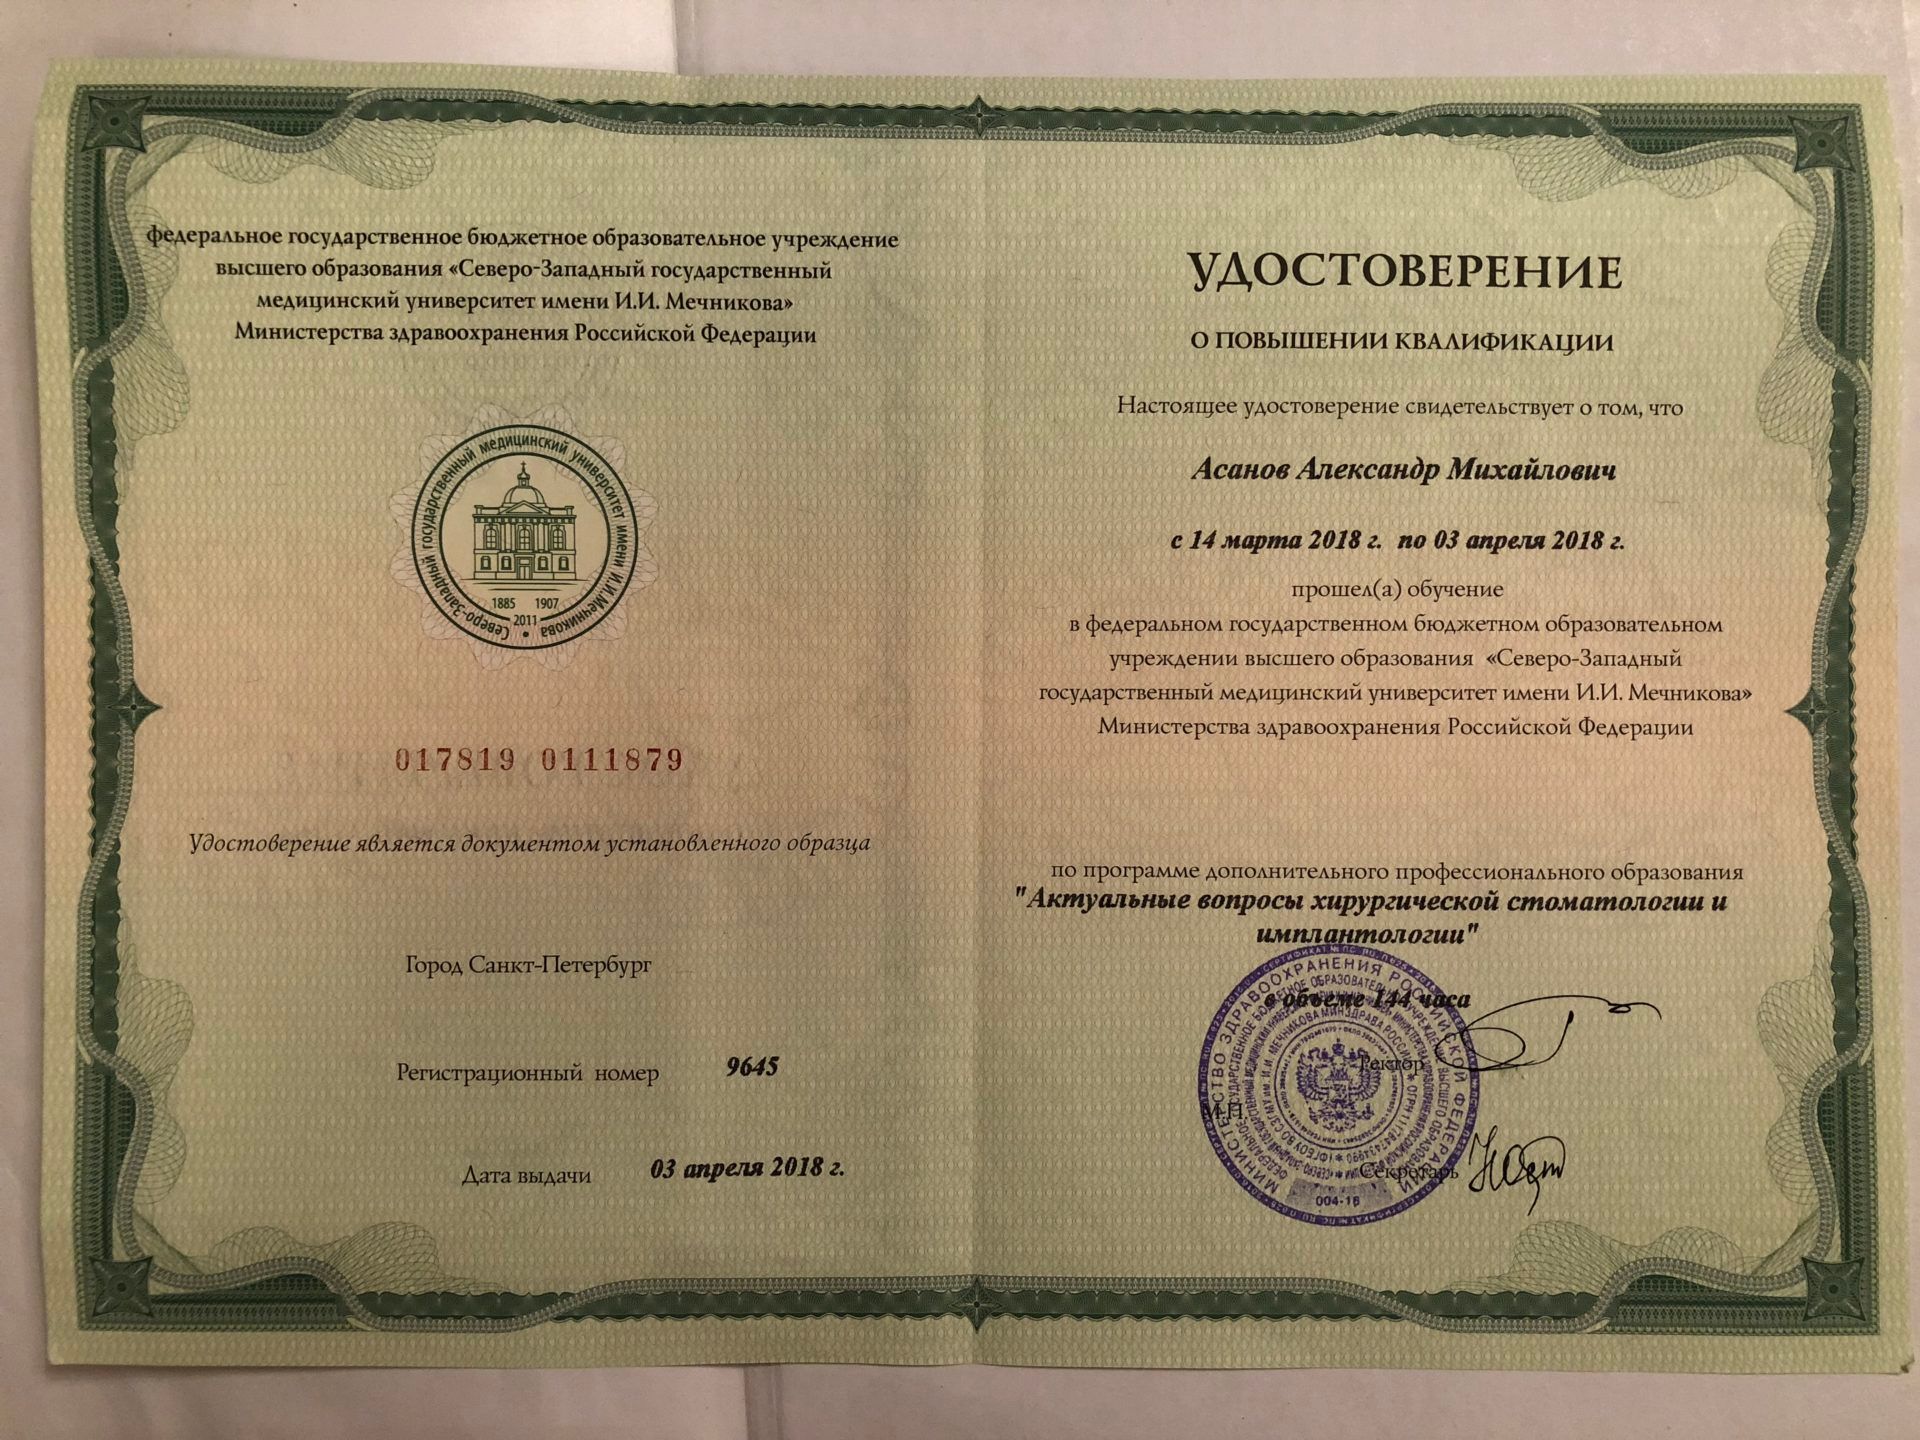 федеральное государственное бюджетное образовательное учреждение
высшего образования «Северо-Западный государственный
медицинский университет имени И.И. Мечникова»
Министерства здравоохранения Российской Федерации
Северо-Западный государственный медицинский университет имени И.И.Мечникова
1885 1907
2011
017819 0111879
Удостоверение является документом установленного образца
Город Санкт-Петербург
Регистрационный номер 9645
Дата выдачи 03 апреля 2018 г.
УДОСТОВЕРЕНИЕ
О ПОВЫШЕНИИ КВАЛИФИКАЦИИ
Настоящее удостоверение свидетельствует о том, что
Асанов Александр Михайлович
с 14 марта 2018 г. по 03 апреля 2018 г.
прошел(а) обучение
в федеральном государственном бюджетном образовательном
учреждении высшего образования «Северо-Западный
государственный медицинский университет имени И.И. Мечникова»
Министерства здравоохранения Российской Федерации
по программе дополнительного профессионального образования
"Актуальные вопросы хирургической стоматологии и
имплантологии"
в объеме 144 часа
Ректор
М.П.
Секретарь
МИНИСТЕРСТВО ЗДРАВООХРАНЕНИЯ РОССИЙСКОЙ ФЕДЕРАЦИИ
004-16